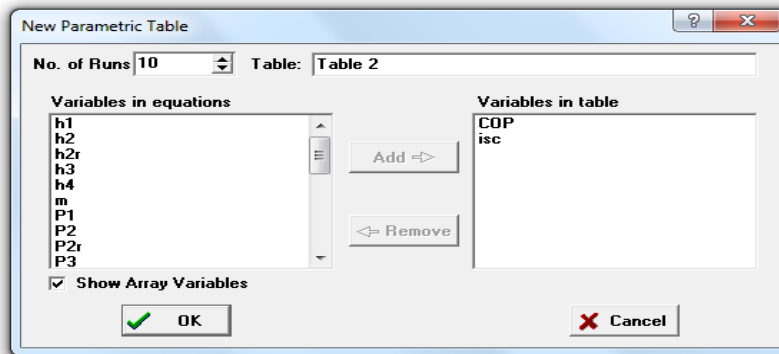 New Parametric Table
No. of Runs 10 Table: Table 2
Variables in equations
h1
h2
h2r
h3
h4
m
P1
P2
P2r
P3
Show Array Variables
Add
Remove
Variables in table
COP
isc
OK
Cancel